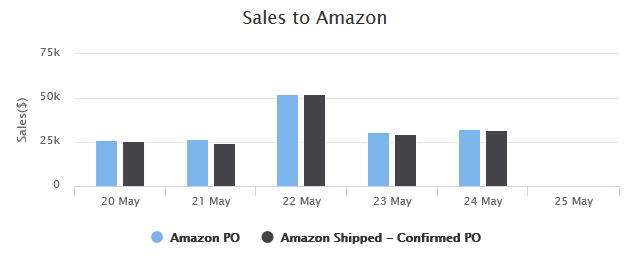 Sales to Amazon
75k
50k
25k
0
Sales($)
20 May 21 May 22 May 23 May 24 May 25 May
Amazon PO Amazon Shipped - Confirmed PO